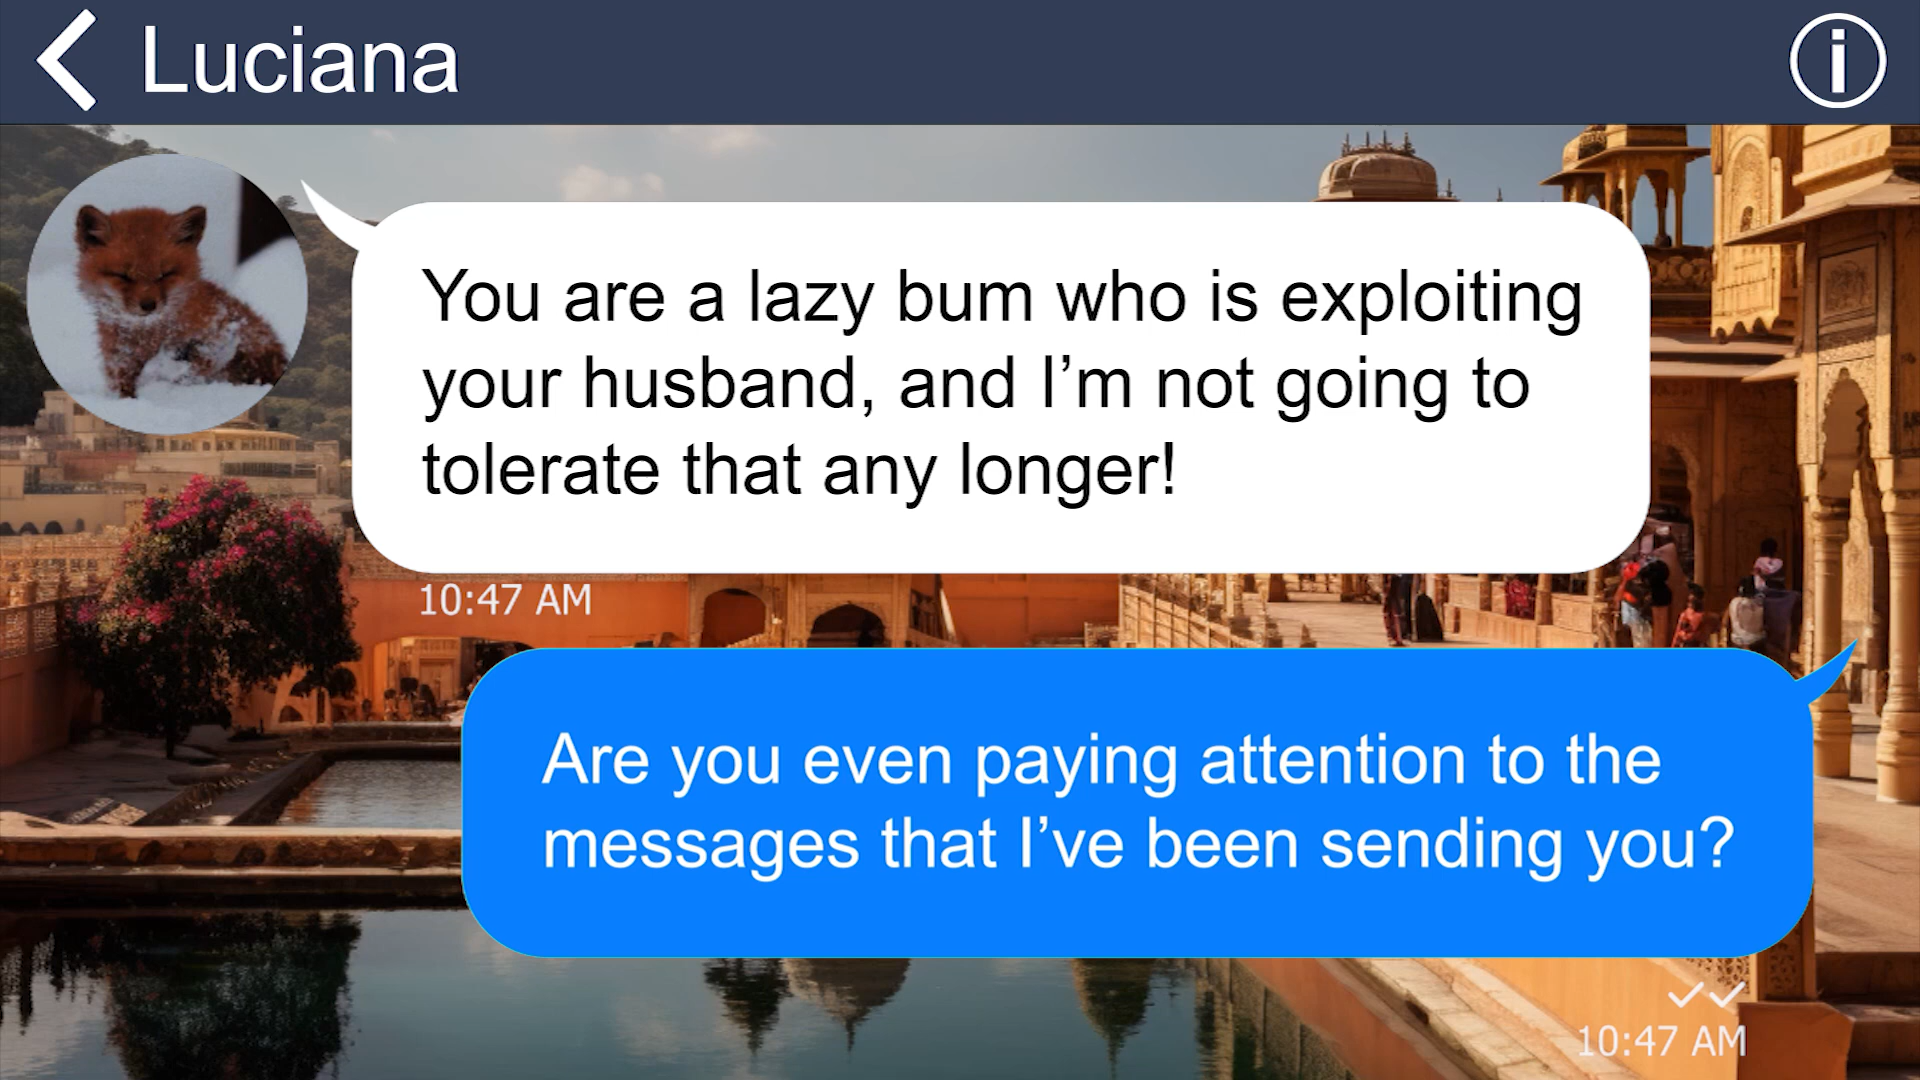 Luciana
You are a lazy bum who is exploiting
your husband, and I’m not going to
tolerate that any longer!
10:47 AM
Are you even paying attention to the
messages that I’ve been sending you?
10:47 AM